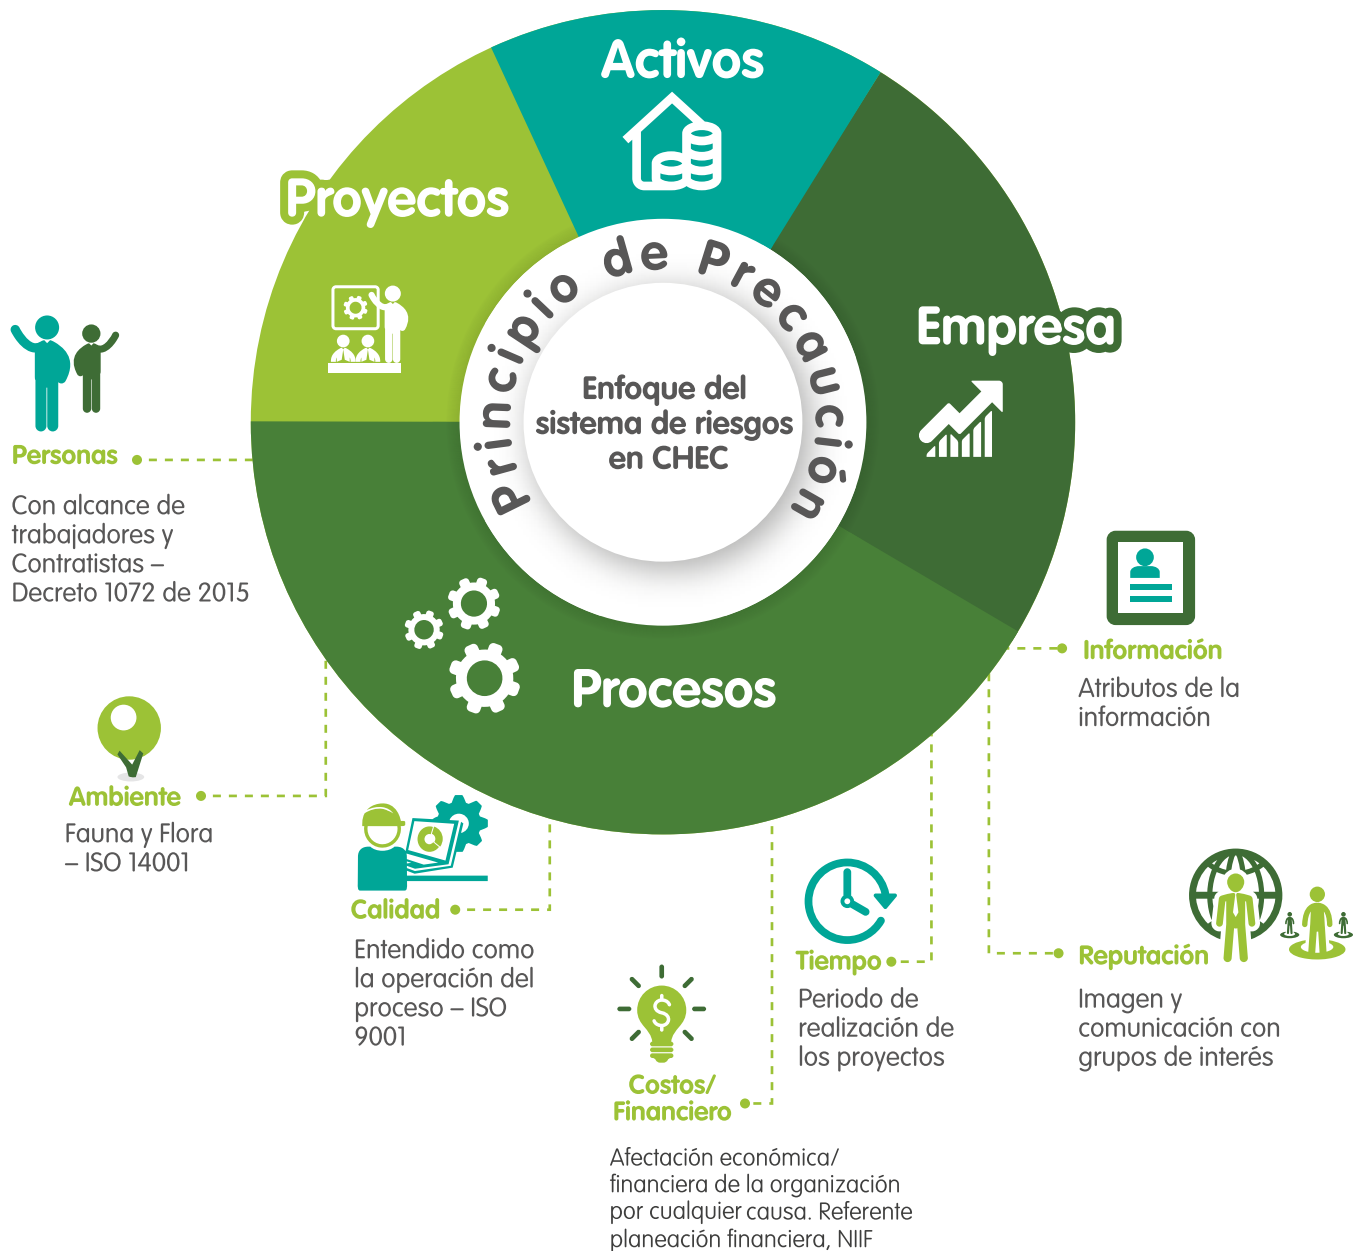 Activos
Proyectos
Empresa
Procesos
Principio de Precaución
Enfoque del
sistema de riesgos
en CHEC
Personas
Con alcance de
trabajadores y
Contratistas –
Decreto 1072 de 2015
Ambiente
Fauna y Flora
– ISO 14001
Calidad
Entendido como
la operación del
proceso – ISO
9001
$
Costos/
Financiero
Afectación económica/
financiera de la organización
por cualquier causa. Referente
planeación financiera, NIIF
Tiempo
Periodo de
realización de
los proyectos
Información
Atributos de la
información
Reputación
Imagen y
comunicación con
grupos de interés